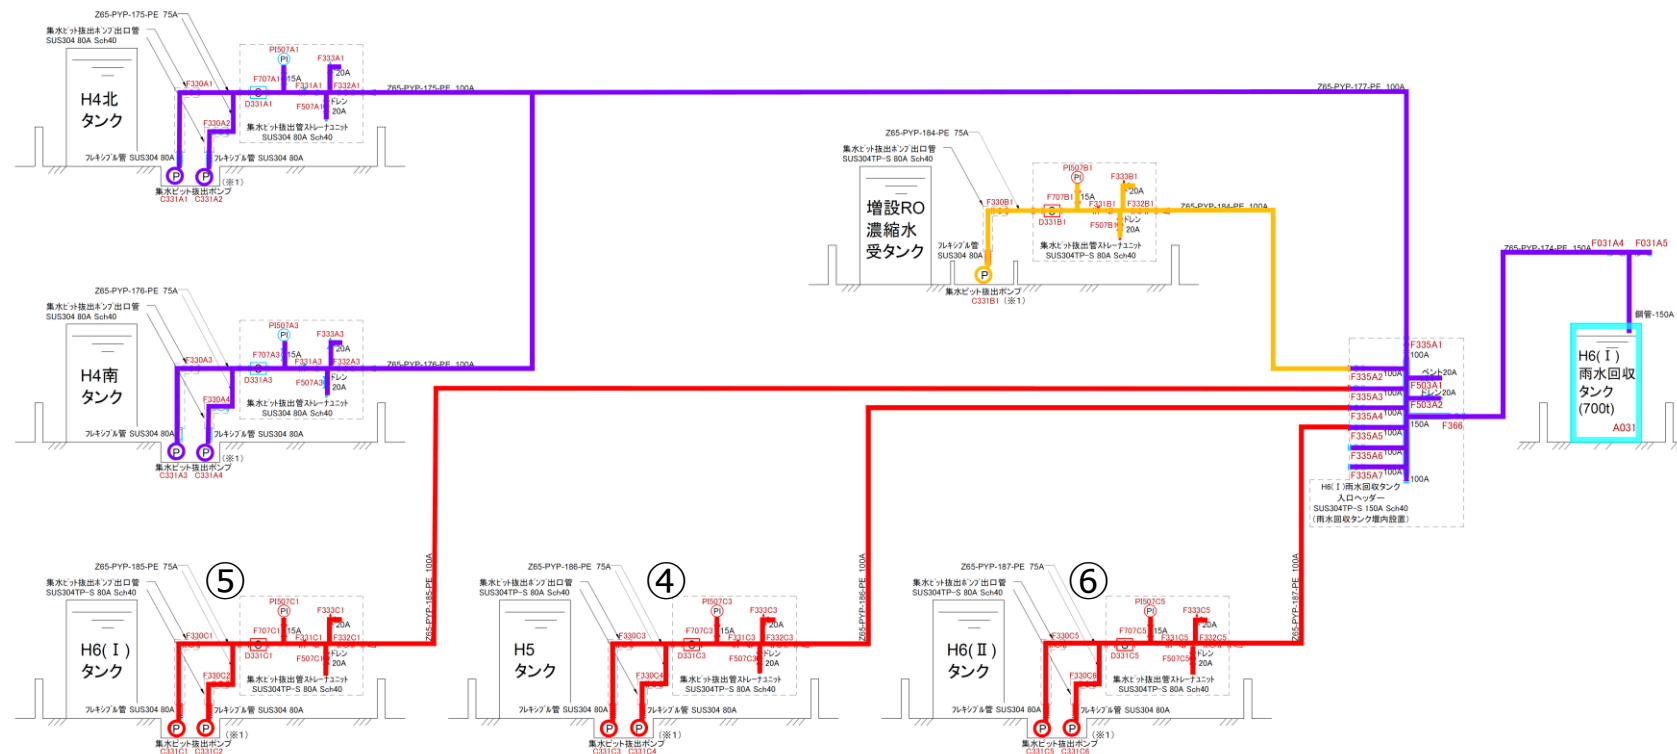 Z65-PYP-175-PE 75A
集水ピット抜出ポンプ出口管
SUS304 80A Sch40
H4北
タンク
F330A1
F330A2
PI507A1
PI
F707A1
15A
F333A1
20A
F331A1
F332A1
D331A1
S
F507A1
ドレン
20A
集水ピット抜出管ストレーナユニット
SUS304 80A Sch40
フレキシブル管 SUS304 80A
フレキシブル管 SUS304 80A
P
P
(※1)
集水ピット抜出ポンプ
C331A1
C331A2
Z65-PYP-175-PE 100A
Z65-PYP-177-PE 100A
Z65-PYP-176-PE 75A
集水ピット抜出ポンプ出口管
SUS304 80A Sch40
H4南
タンク
F330A3
F330A4
PI507A3
PI
F707A3
15A
F333A3
20A
F331A3
F332A3
D331A3
S
F507A3
ドレン
20A
集水ピット抜出管ストレーナユニット
SUS304 80A Sch40
フレキシブル管 SUS304 80A
フレキシブル管 SUS304 80A
P
P
(※1)
集水ピット抜出ポンプ
C331A3
C331A4
Z65-PYP-176-PE 100A
Z65-PYP-184-PE 75A
集水ピット抜出ポンプ出口管
SUS304TP-S 80A Sch40
増設RO
濃縮水
受タンク
F330B1
PI507B1
PI
F707B1
15A
F333B1
20A
F331B1
F332B1
D331B1
S
F507B1
ドレン
20A
集水ピット抜出管ストレーナユニット
SUS304TP-S 80A Sch40
フレキシブル管
SUS304 80A
P
集水ピット抜出ポンプ
C331B1 (※1)
Z65-PYP-184-PE 100A
Z65-PYP-174-PE 150A
F031A4
F031A5
鋼管-150A
H6(Ⅰ)
雨水回収
タンク
(700t)
A031
F335A1
100A
F335A2
100A
ベント20A
F503A1
F335A3
100A
ドレン20A
F503A2
F335A4
100A
150A
F366
F335A5
100A
F335A6
100A
F335A7
100A
100A
H6(Ⅰ)雨水回収タンク
入口ヘッダー
SUS304TP-S 150A Sch40
(雨水回収タンク堰内設置)
⑤
Z65-PYP-185-PE 75A
集水ピット抜出ポンプ出口管
SUS304TP-S 80A Sch40
H6(Ⅰ)
タンク
F330C1
F330C2
PI507C1
PI
F707C1
15A
F333C1
20A
F331C1
F332C1
D331C1
S
F507C1
ドレン
20A
集水ピット抜出管ストレーナユニット
SUS304TP-S 80A Sch40
フレキシブル管 SUS304 80A
フレキシブル管 SUS304 80A
P
P
(※1)
集水ピット抜出ポンプ
C331C1
C331C2
Z65-PYP-185-PE 100A
④
Z65-PYP-186-PE 75A
集水ピット抜出ポンプ出口管
SUS304TP-S 80A Sch40
H5
タンク
F330C3
F330C4
PI507C3
PI
F707C3
15A
F333C3
20A
F331C3
F332C3
D331C3
S
F507C3
ドレン
20A
集水ピット抜出管ストレーナユニット
SUS304TP-S 80A Sch40
フレキシブル管 SUS304 80A
フレキシブル管 SUS304 80A
P
P
(※1)
集水ピット抜出ポンプ
C331C3
C331C4
Z65-PYP-186-PE 100A
⑥
Z65-PYP-187-PE 75A
集水ピット抜出ポンプ出口管
SUS304TP-S 80A Sch40
H6(Ⅱ)
タンク
F330C5
F330C6
PI507C5
PI
F707C5
15A
F333C5
20A
F331C5
F332C5
D331C5
S
F507C5
ドレン
20A
集水ピット抜出管ストレーナユニット
SUS304TP-S 80A Sch40
フレキシブル管 SUS304 80A
フレキシブル管 SUS304 80A
P
P
(※1)
集水ピット抜出ポンプ
C331C5
C331C6
Z65-PYP-187-PE 100A